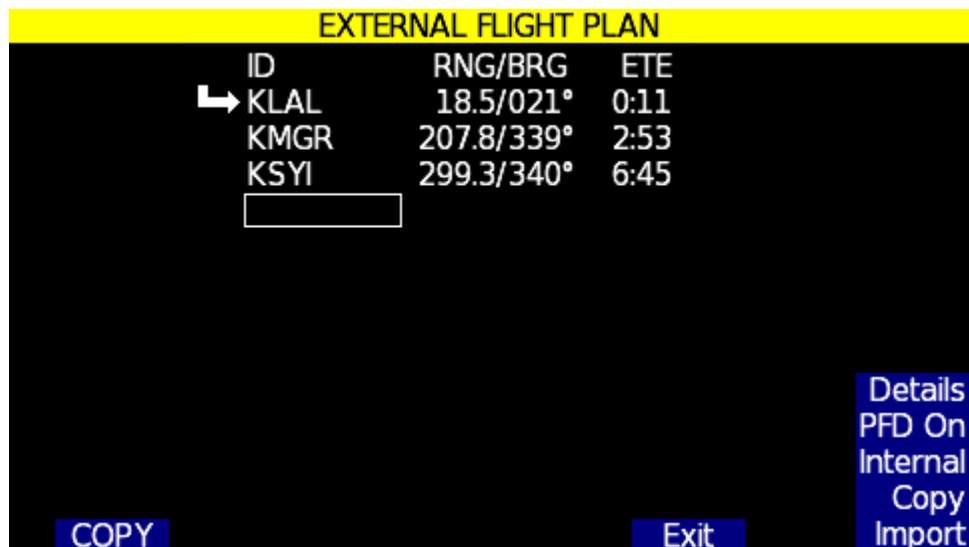 EXTERNAL FLIGHT PLAN
ID RNG/BRG ETE
KLAL 18.5/021° 0:11
KMGR 207.8/339° 2:53
KSYI 299.3/340° 6:45
Details
PFD On
Internal
Copy
COPY Exit Import